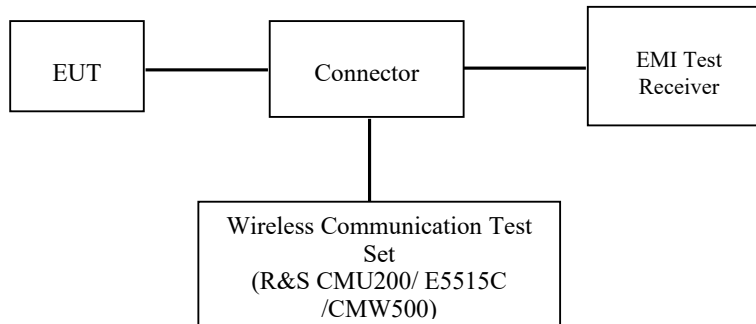 EUT
Connector
EMI Test
Receiver
Wireless Communication Test
Set
(R&S CMU200/ E5515C
/CMW500)